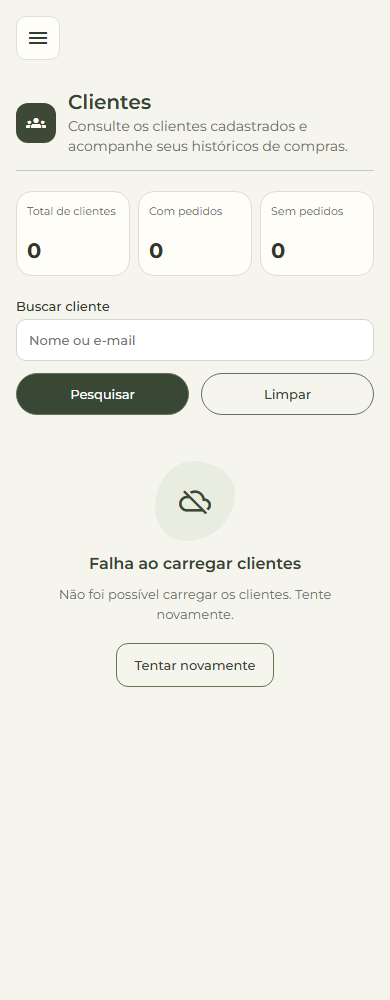 Clientes
Consulte os clientes cadastrados e
acompanhe seus históricos de compras.
Total de clientes
0
Com pedidos
0
Sem pedidos
0
Buscar cliente
Nome ou e-mail
Pesquisar
Limpar
Falha ao carregar clientes
Não foi possível carregar os clientes. Tente
novamente.
Tentar novamente